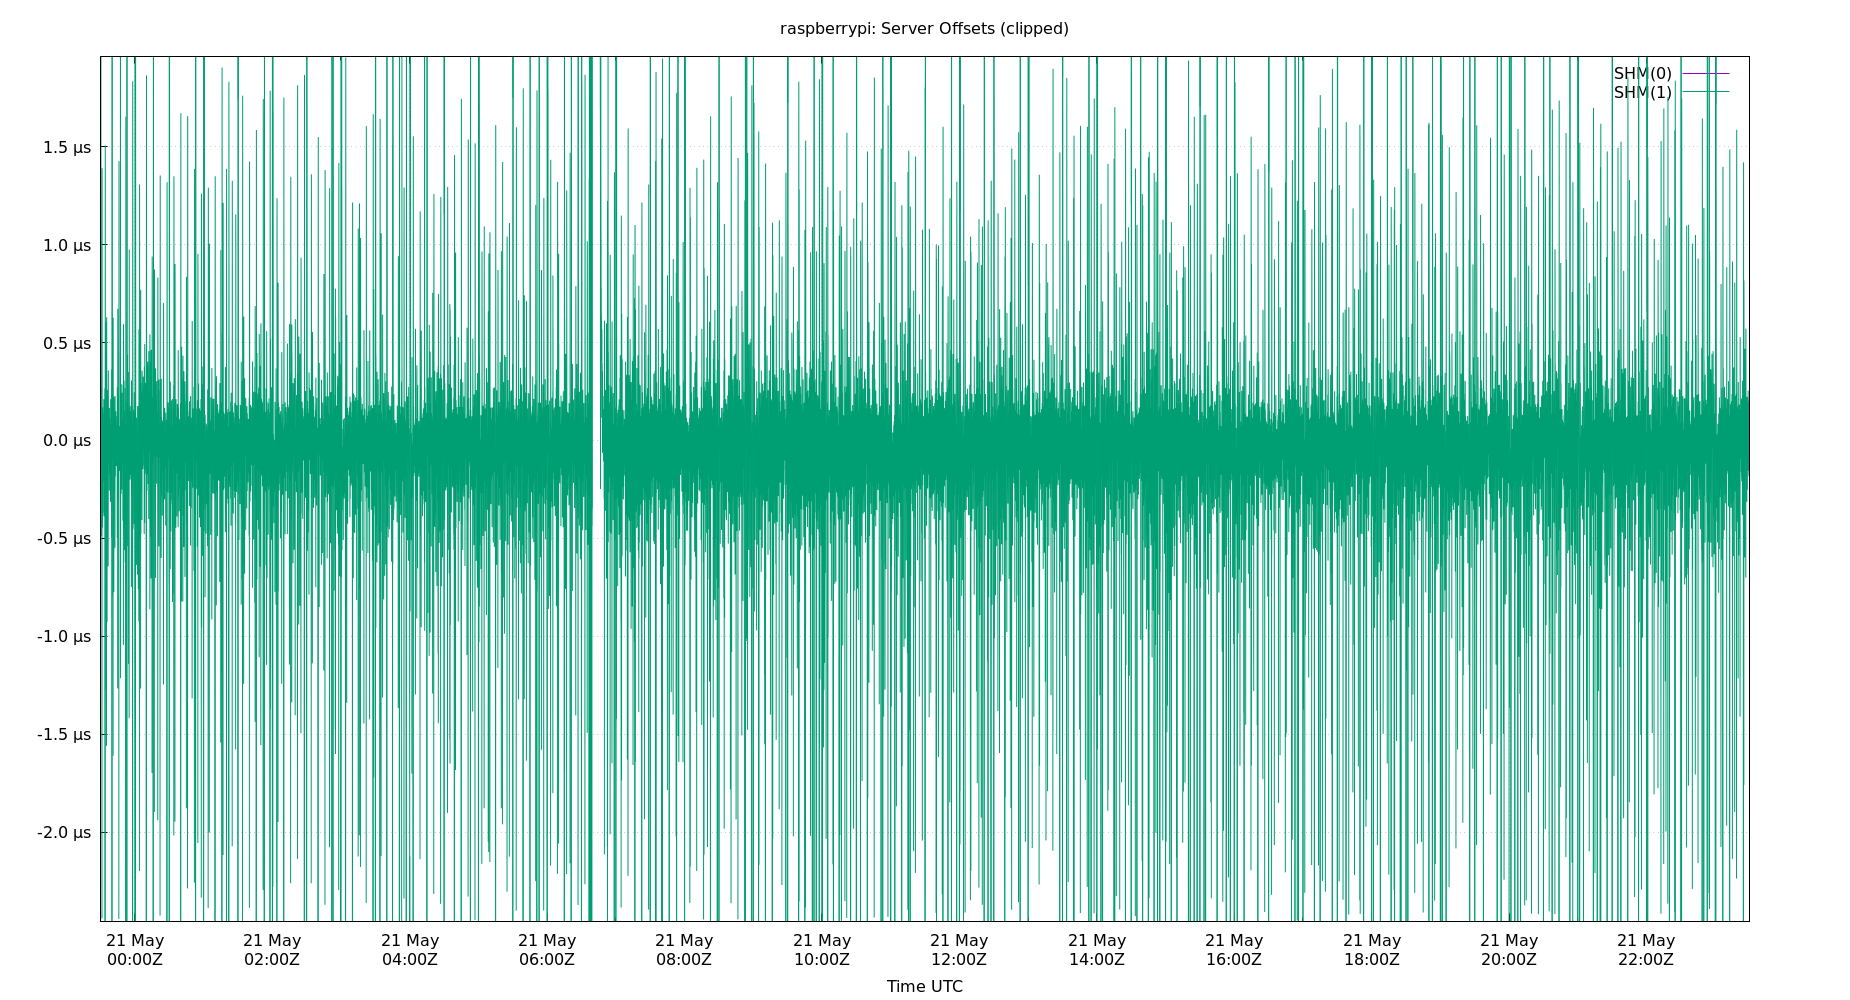 raspberrypi: Server Offsets (clipped)
SHM(0)
SHM(1)
1.5 µs
1.0 µs
0.5 µs
0.0 µs
-0.5 µs
-1.0 µs
-1.5 µs
-2.0 µs
21 May 21 May 21 May 21 May 21 May 21 May 21 May 21 May 21 May 21 May 21 May 21 May
00:00Z 02:00Z 04:00Z 06:00Z 08:00Z 10:00Z 12:00Z 14:00Z 16:00Z 18:00Z 20:00Z 22:00Z
Time UTC